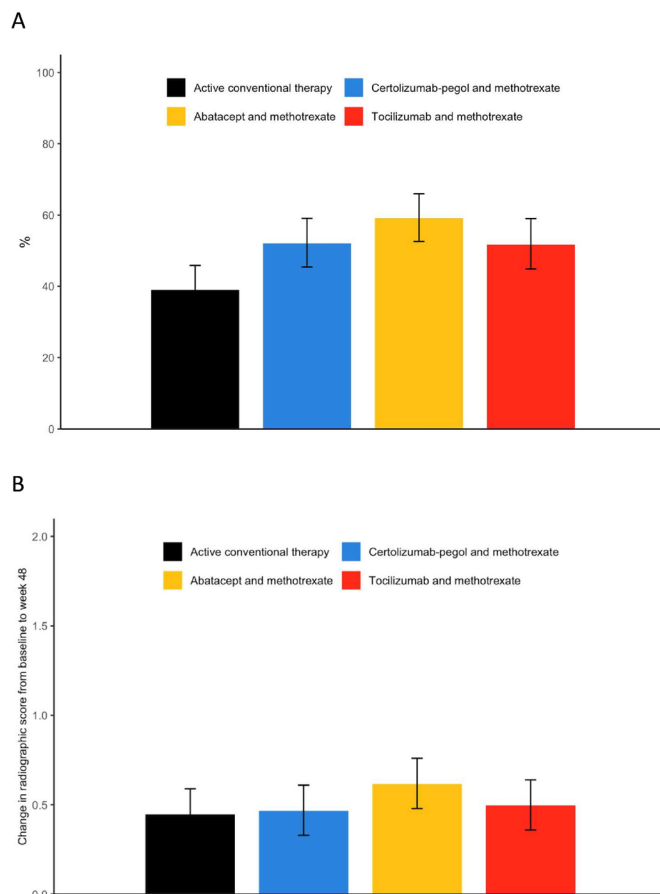 A
100
80
60
40
20
0
%
Active conventional therapy
Certolizumab-pegol and methotrexate
Abatacept and methotrexate
Tocilizumab and methotrexate
B
2.0
1.5
1.0
0.5
0.0
Change in radiographic score from baseline to week 48
Active conventional therapy
Certolizumab-pegol and methotrexate
Abatacept and methotrexate
Tocilizumab and methotrexate